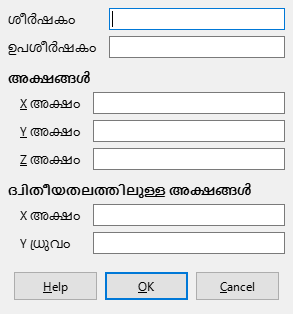 ശീർഷകം
ഉപശീർഷകം
അക്ഷങ്ങൾ
X അക്ഷം
Y അക്ഷം
Z അക്ഷം
ദ്വിതീയതലത്തിലുള്ള അക്ഷങ്ങൾ
X അക്ഷം
Y ധ്രുവം
Help OK Cancel